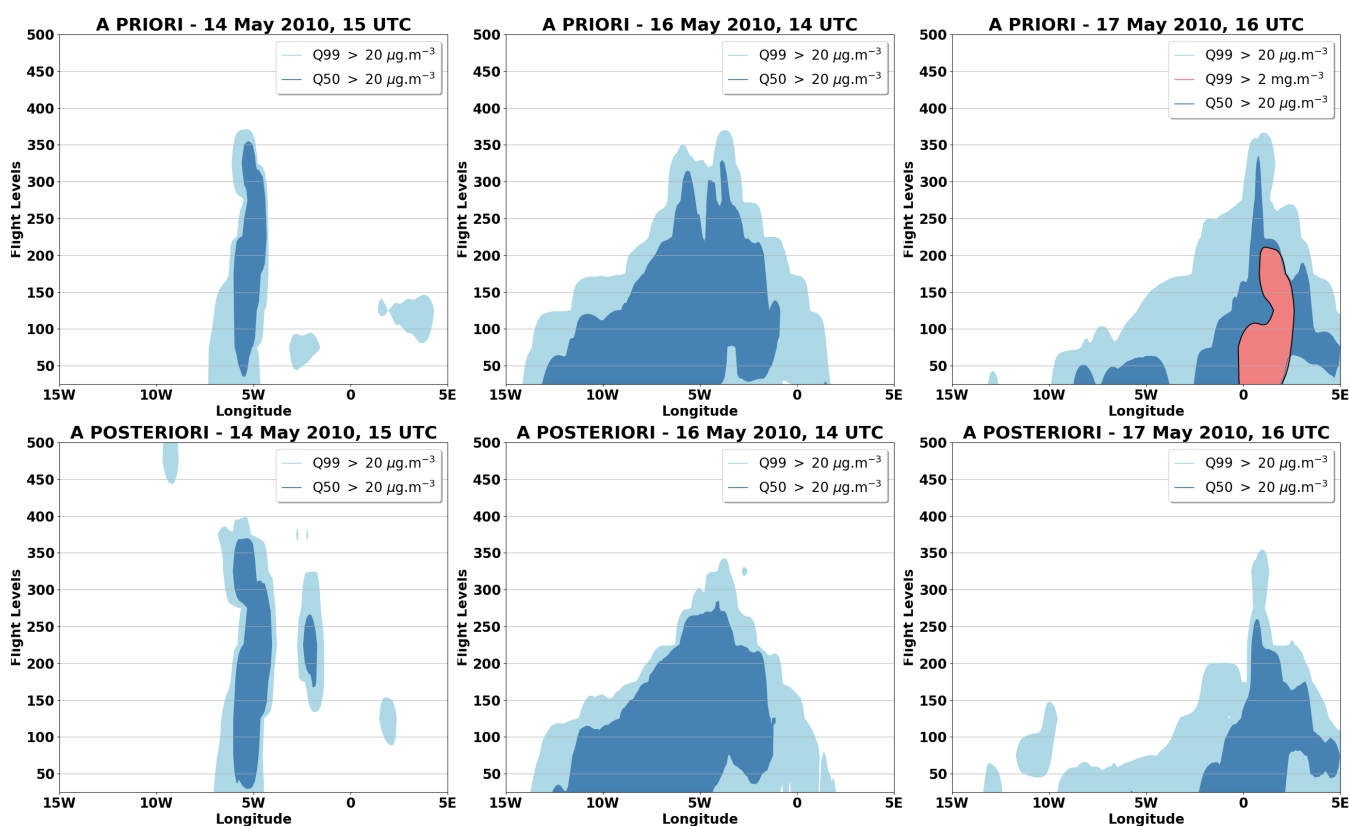 A PRIORI - 14 May 2010, 15 UTC
500
450
400
350
300
250
200
150
100
50
Flight Levels
Q99 > 20 μg.m⁻³
Q50 > 20 μg.m⁻³
15W 10W 5W 0 5E
Longitude
A PRIORI - 16 May 2010, 14 UTC
500
450
400
350
300
250
200
150
100
50
Flight Levels
Q99 > 20 μg.m⁻³
Q50 > 20 μg.m⁻³
15W 10W 5W 0 5E
Longitude
A PRIORI - 17 May 2010, 16 UTC
500
450
400
350
300
250
200
150
100
50
Flight Levels
Q99 > 20 μg.m⁻³
Q99 > 2 mg.m⁻³
Q50 > 20 μg.m⁻³
15W 10W 5W 0 5E
Longitude
A POSTERIORI - 14 May 2010, 15 UTC
500
450
400
350
300
250
200
150
100
50
Flight Levels
Q99 > 20 μg.m⁻³
Q50 > 20 μg.m⁻³
15W 10W 5W 0 5E
Longitude
A POSTERIORI - 16 May 2010, 14 UTC
500
450
400
350
300
250
200
150
100
50
Flight Levels
Q99 > 20 μg.m⁻³
Q50 > 20 μg.m⁻³
15W 10W 5W 0 5E
Longitude
A POSTERIORI - 17 May 2010, 16 UTC
500
450
400
350
300
250
200
150
100
50
Flight Levels
Q99 > 20 μg.m⁻³
Q50 > 20 μg.m⁻³
15W 10W 5W 0 5E
Longitude